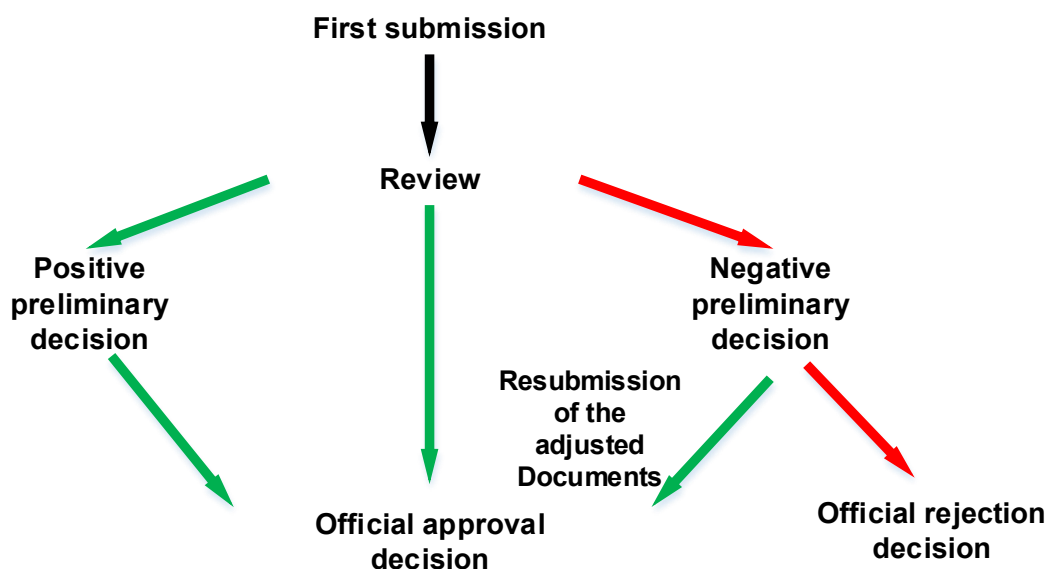 First submission
Review
Positive
preliminary
decision
Negative
preliminary
decision
Resubmission
of the
adjusted
Documents
Official approval
decision
Official rejection
decision